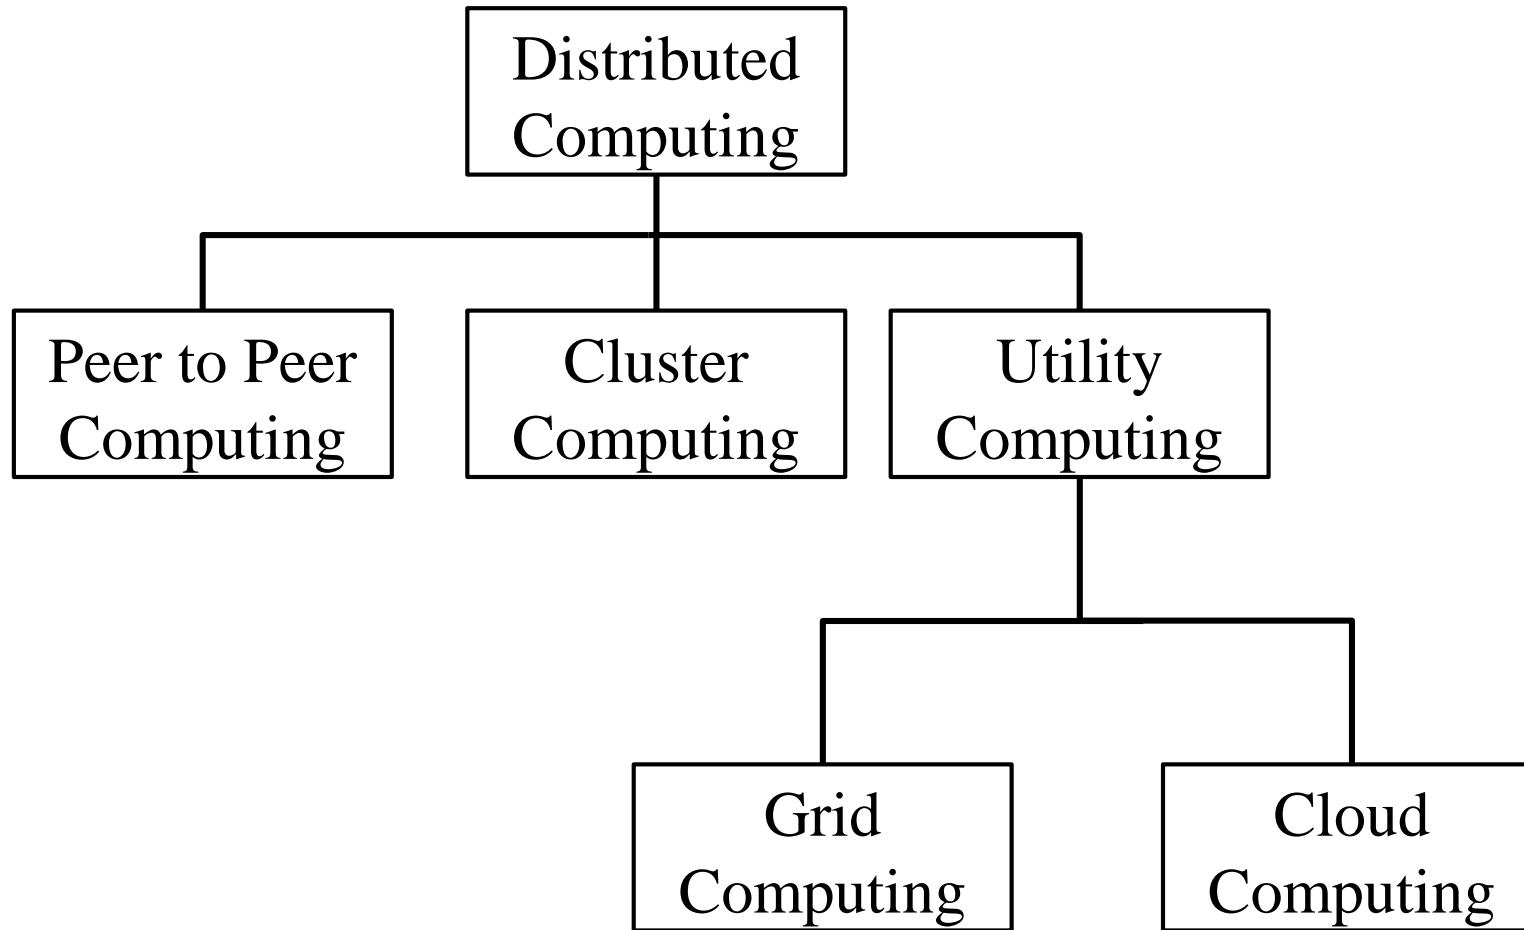 Distributed
Computing
Peer to Peer
Computing
Cluster
Computing
Utility
Computing
Grid
Computing
Cloud
Computing